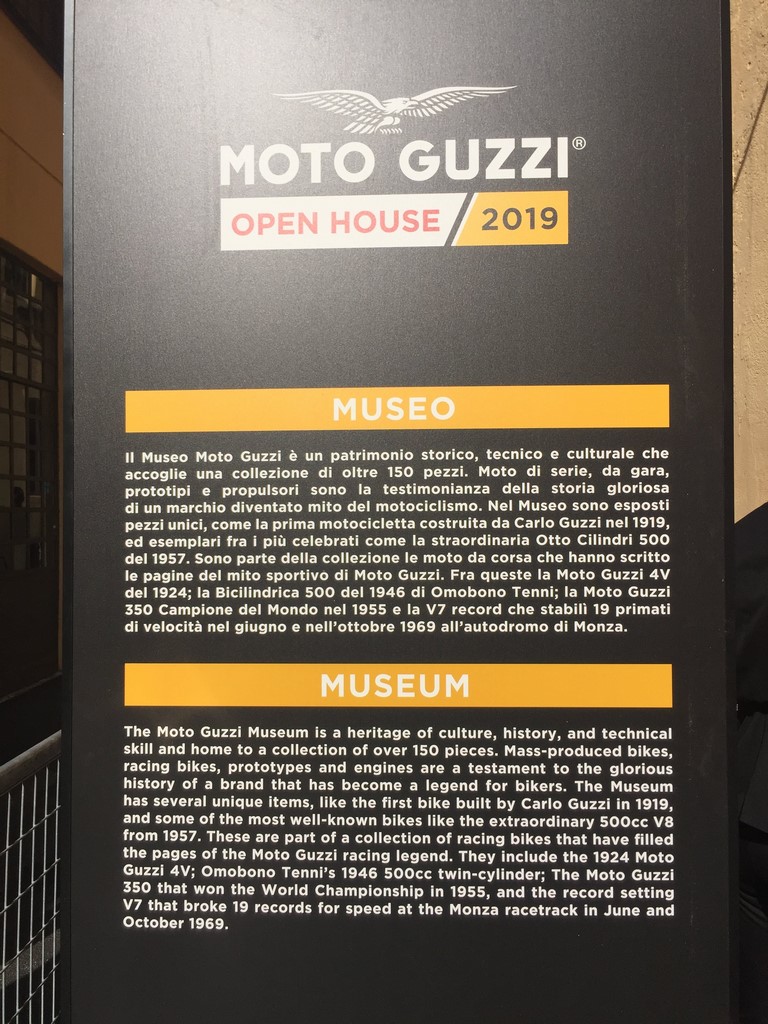 MOTO GUZZI®
OPEN HOUSE / 2019
MUSEO
Il Museo Moto Guzzi è un patrimonio storico, tecnico e culturale che
accoglie una collezione di oltre 150 pezzi. Moto di serie, da gara,
prototipi e propulsori sono la testimonianza della storia gloriosa
di un marchio diventato mito del motociclismo. Nel Museo sono esposti
pezzi unici, come la prima motocicletta costruita da Carlo Guzzi nel 1919,
ed esemplari fra i più celebrati come la straordinaria Otto Cilindri 500
del 1957. Sono parte della collezione le moto da corsa che hanno scritto
le pagine del mito sportivo di Moto Guzzi. Fra queste la Moto Guzzi 4V
del 1924; la Bicilindrica 500 del 1946 di Omobono Tenni; la Moto Guzzi
350 Campione del Mondo nel 1955 e la V7 record che stabilì 19 primati
di velocità nel giugno e nell'ottobre 1969 all'autodromo di Monza.
MUSEUM
The Moto Guzzi Museum is a heritage of culture, history, and technical
skill and home to a collection of over 150 pieces. Mass-produced bikes,
racing bikes, prototypes and engines are a testament to the glorious
history of a brand that has become a legend for bikers. The Museum
has several unique items, like the first bike built by Carlo Guzzi in 1919,
and some of the most well-known bikes like the extraordinary 500cc V8
from 1957. These are part of a collection of racing bikes that have filled
the pages of the Moto Guzzi racing legend. They include the 1924 Moto
Guzzi 4V; Omobono Tenni's 1946 500cc twin-cylinder; The Moto Guzzi
350 that won the World Championship in 1955, and the record setting
V7 that broke 19 records for speed at the Monza racetrack in June and
October 1969.